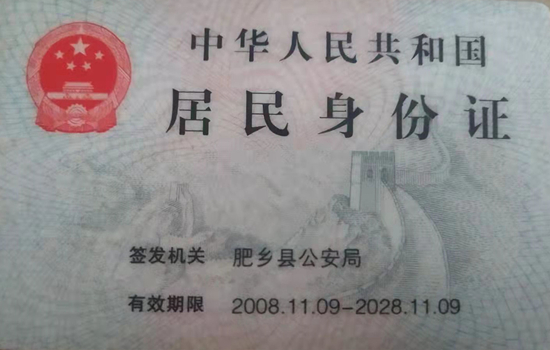 中华人民共和国
居民身份证
签发机关 肥乡县公安局
有效期限 2008.11.09-2028.11.09